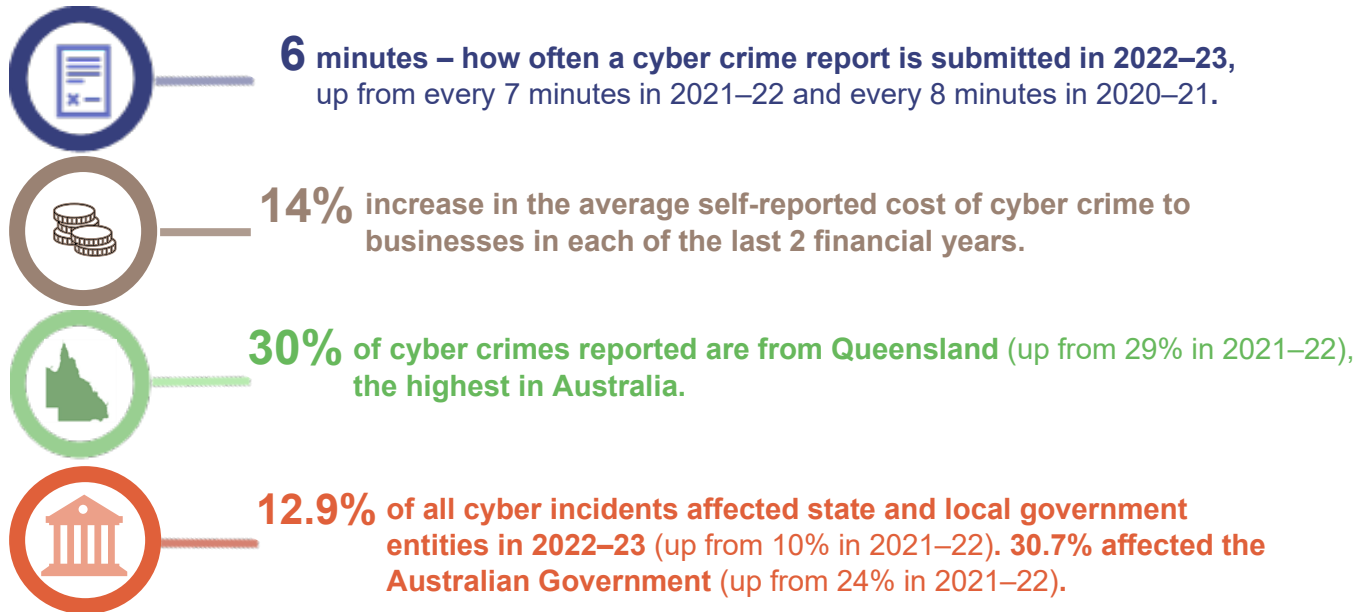 6 minutes – how often a cyber crime report is submitted in 2022–23,
up from every 7 minutes in 2021–22 and every 8 minutes in 2020–21.
14% increase in the average self-reported cost of cyber crime to
businesses in each of the last 2 financial years.
30% of cyber crimes reported are from Queensland (up from 29% in 2021–22),
the highest in Australia.
12.9% of all cyber incidents affected state and local government
entities in 2022–23 (up from 10% in 2021–22). 30.7% affected the
Australian Government (up from 24% in 2021–22).